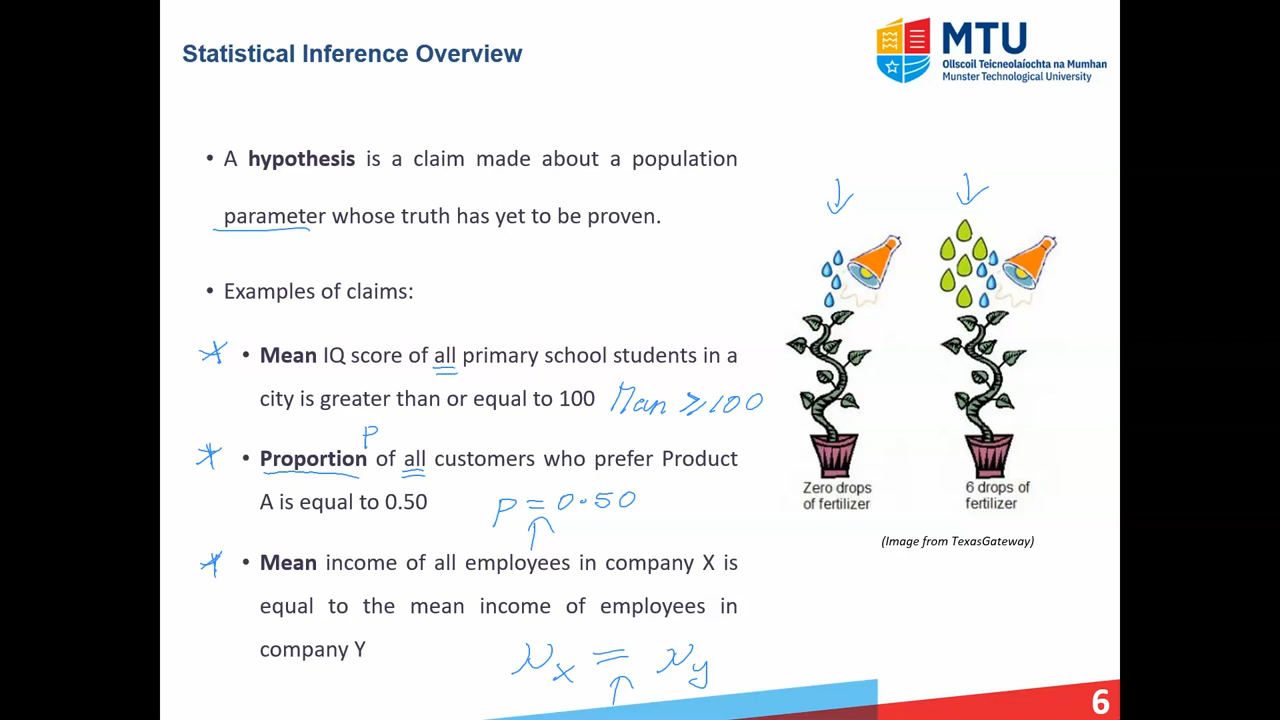 Statistical Inference Overview
MTU
Ollscoil Teicneolaíochta na Mumhan
Munster Technological University
• A hypothesis is a claim made about a population
parameter whose truth has yet to be proven.
• Examples of claims:
• Mean IQ score of all primary school students in a
city is greater than or equal to 100
Mean ≥ 100
P
• Proportion of all customers who prefer Product
A is equal to 0.50
P = 0.50
• Mean income of all employees in company X is
equal to the mean income of employees in
company Y
μx = μy
Zero drops
of fertilizer
6 drops of
fertilizer
(Image from TexasGateway)
6